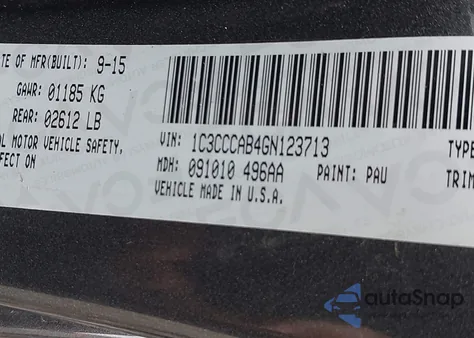 TE OF MFR(BUILT): 9-15
GAWR: 01185 KG
REAR: 02612 LB
OL MOTOR VEHICLE SAFETY,
FECT ON
VIN: 1C3CCCAB4GN123713
MDH: 091010 496AA PAINT: PAU
VEHICLE MADE IN U.S.A.
TYPE
TRIM
autoSnap